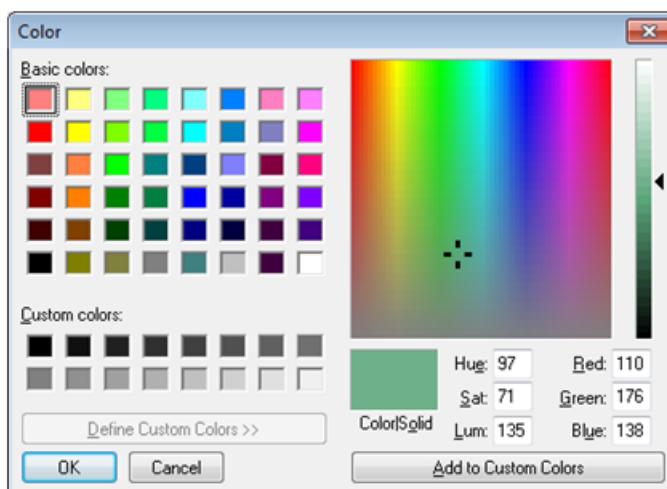 Color
Basic colors:
Custom colors:
Define Custom Colors >>
OK Cancel
Color|Solid
Hue: 97 Red: 110
Sat: 71 Green: 176
Lum: 135 Blue: 138
Add to Custom Colors